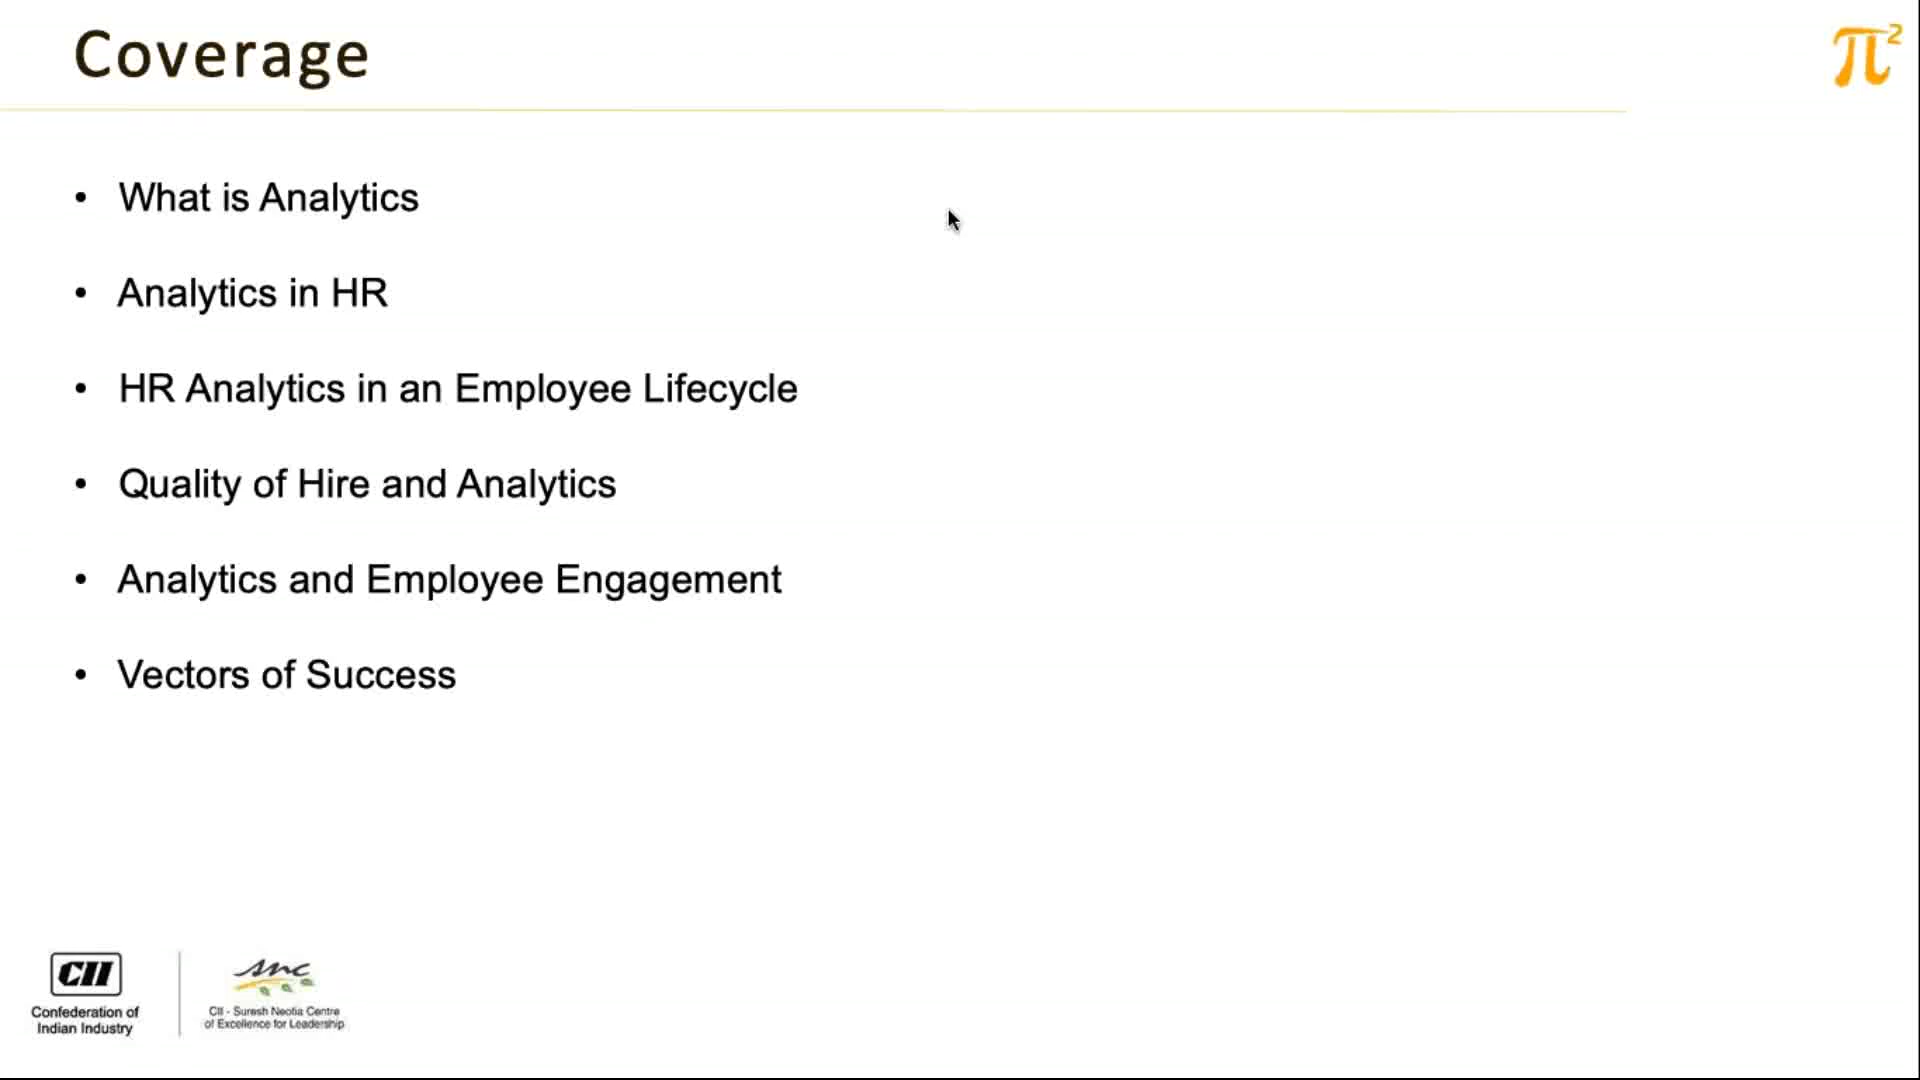 Coverage
π²
• What is Analytics
• Analytics in HR
• HR Analytics in an Employee Lifecycle
• Quality of Hire and Analytics
• Analytics and Employee Engagement
• Vectors of Success
CII
Confederation of
Indian Industry
snc
CII - Suresh Neotia Centre
of Excellence for Leadership